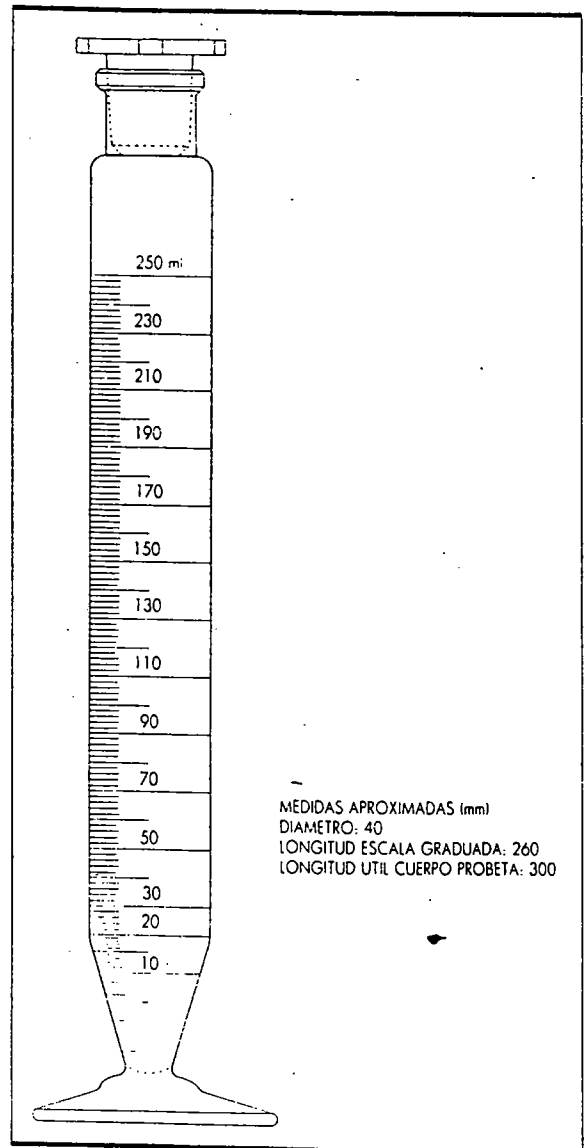 250 ml
230
210
190
170
150
130
110
90
70
50
30
20
10
MEDIDAS APROXIMADAS (mm)
DIAMETRO: 40
LONGITUD ESCALA GRADUADA: 260
LONGITUD UTIL CUERPO PROBETA: 300